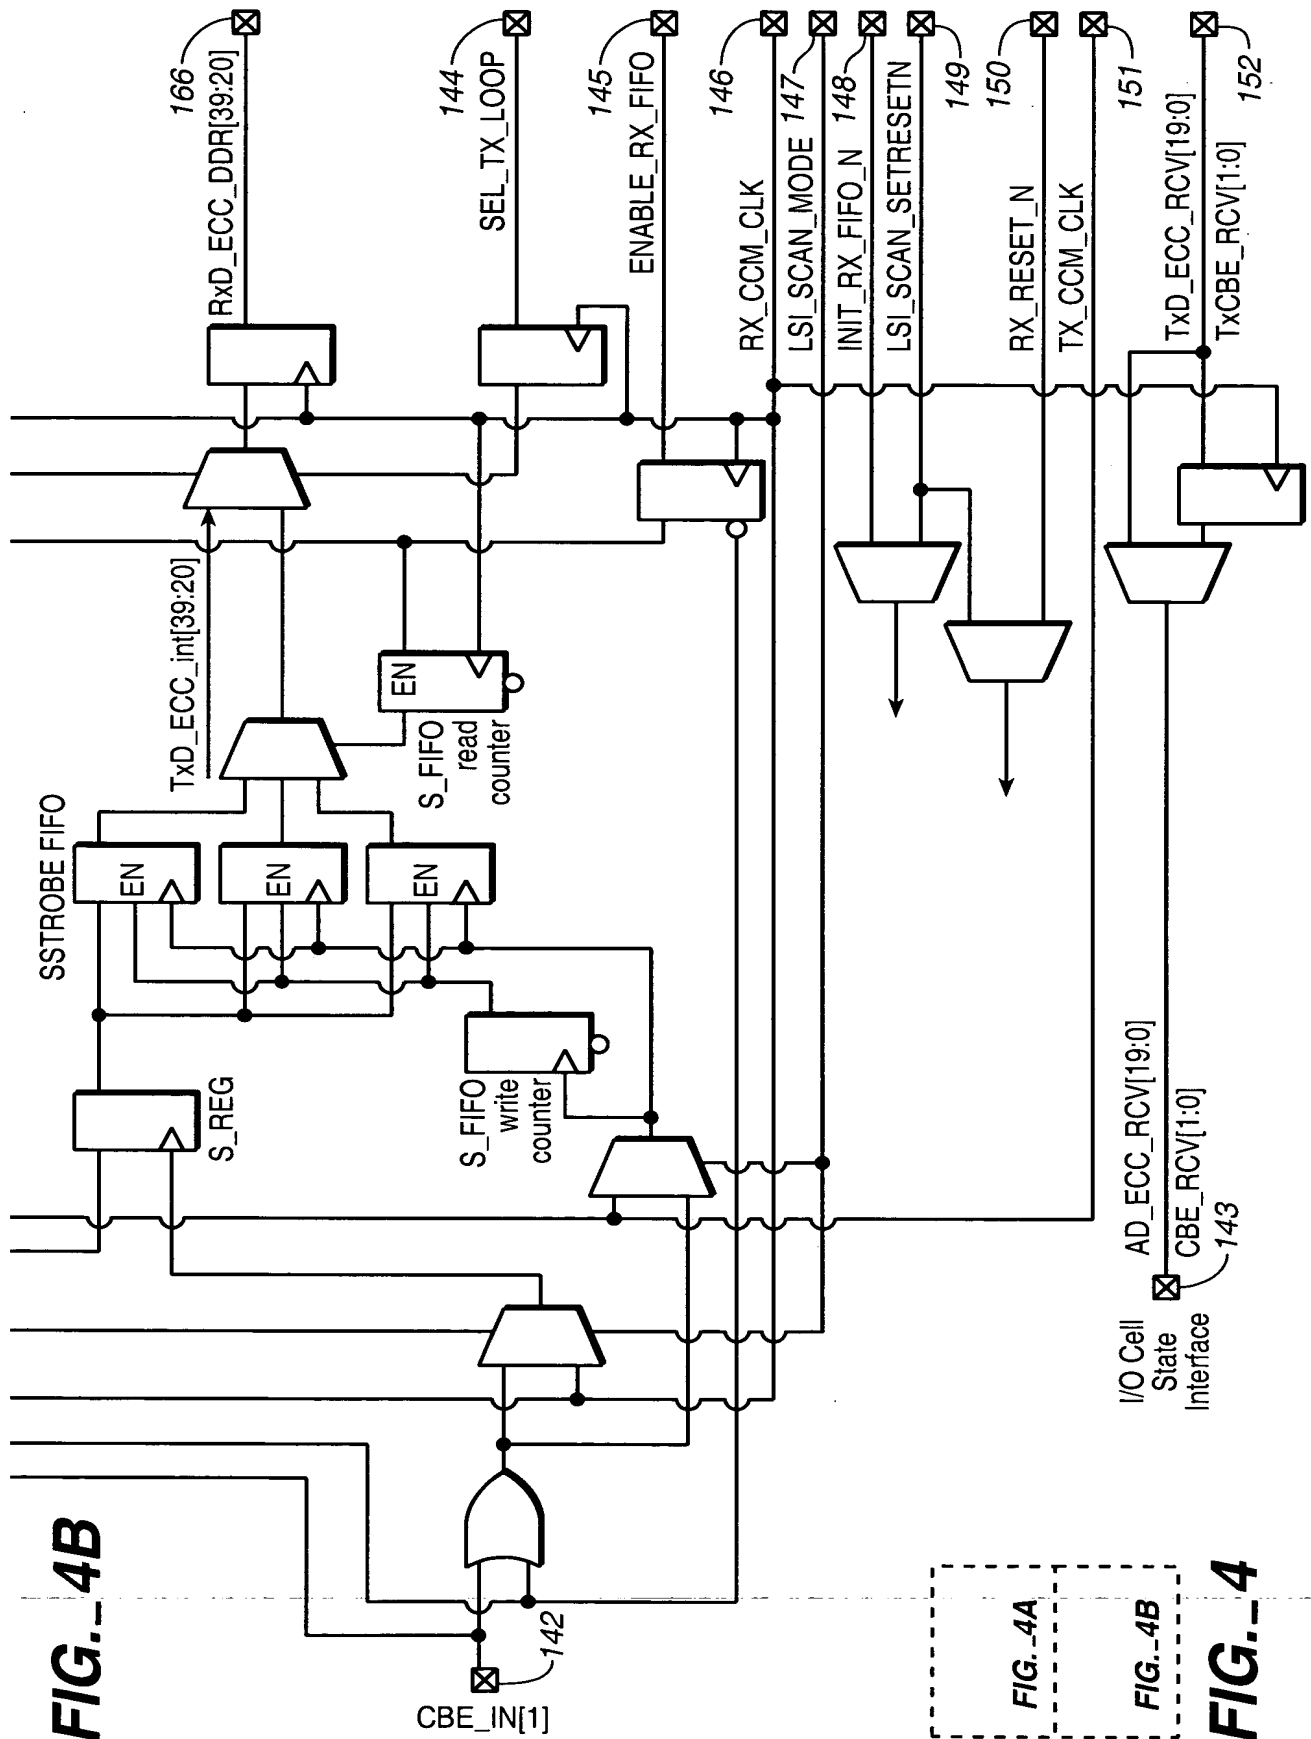 FIG._4B
CBE_IN[1]
142
S_REG
SSTROBE FIFO
EN
EN
EN
S_FIFO
write
counter
TxD_ECC_int[39:20]
EN
S_FIFO
read
counter
RxD_ECC_DDR[39:20]
166
SEL_TX_LOOP
144
ENABLE_RX_FIFO
145
RX_CCM_CLK
146
LSI_SCAN_MODE
147
INIT_RX_FIFO_N
148
LSI_SCAN_SETRESETN
149
RX_RESET_N
150
TX_CCM_CLK
151
TxD_ECC_RCV[19:0]
TxCBE_RCV[1:0]
152
I/O Cell
State
Interface
143
AD_ECC_RCV[19:0]
CBE_RCV[1:0]
FIG._4A
FIG._4B
FIG._4